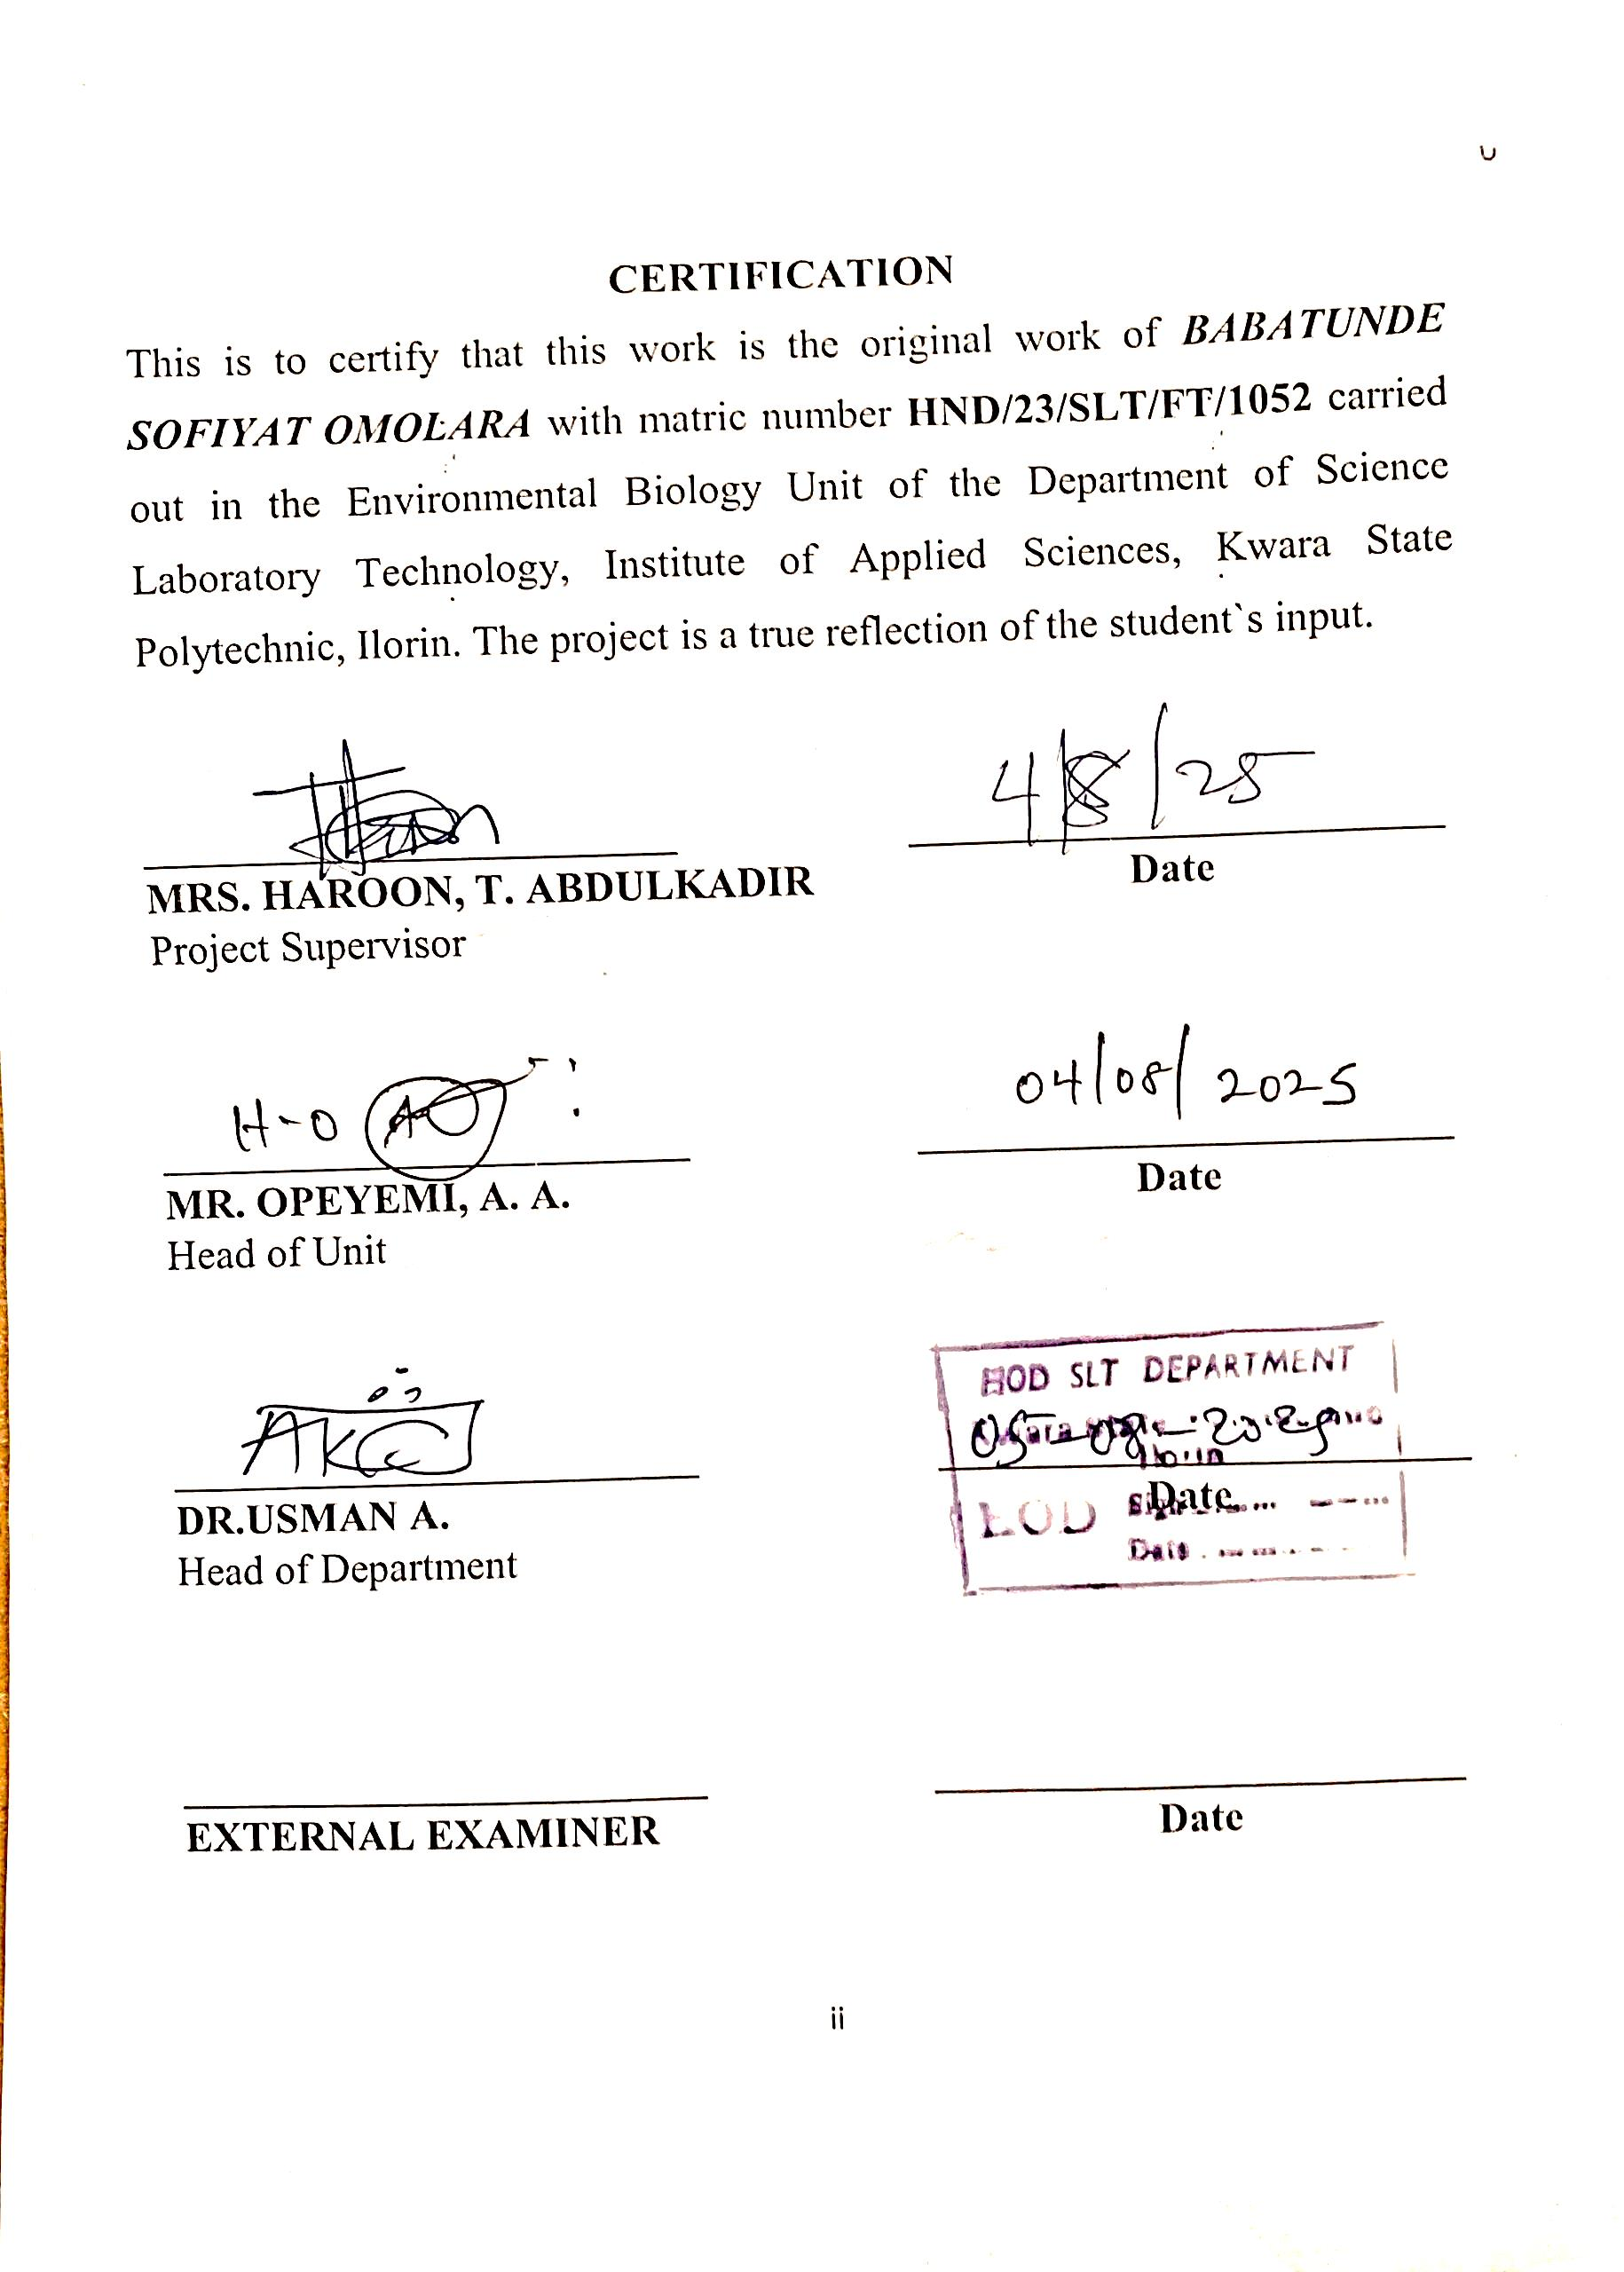 CERTIFICATION
This is to certify that this work is the original work of BABATUNDE
SOFIYAT OMOLARA with matric number HND/23/SLT/FT/1052 carried
out in the Environmental Biology Unit of the Department of Science
Laboratory Technology, Institute of Applied Sciences, Kwara State
Polytechnic, Ilorin. The project is a true reflection of the student`s input.
4/8/25
MRS. HAROON, T. ABDULKADIR
Date
Project Supervisor
04/08/2025
MR. OPEYEMI, A. A.
Date
Head of Unit
HOD SLT DEPARTMENT
DR.USMAN A.
Date
Head of Department
Date
EXTERNAL EXAMINER
Date
ii